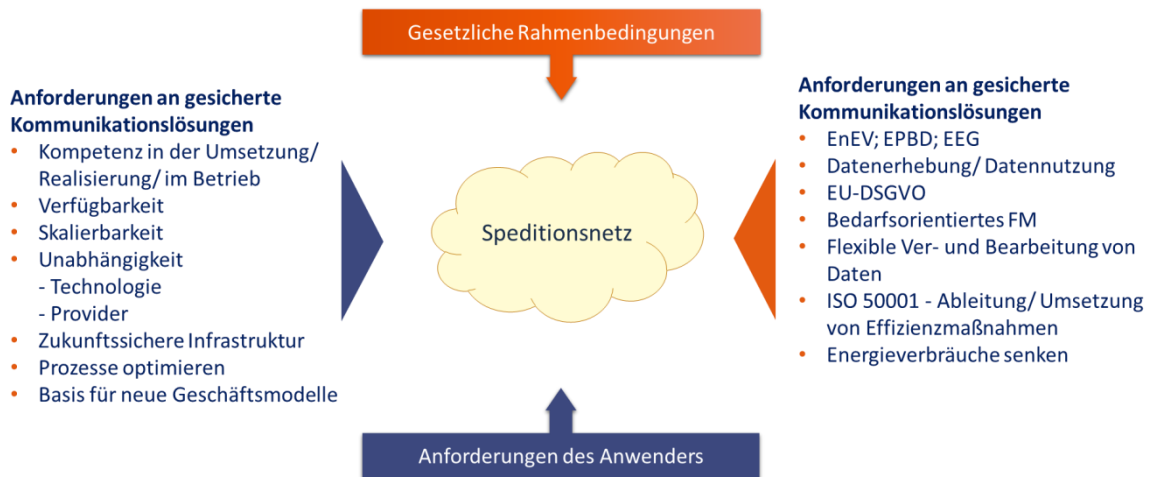 Gesetzliche Rahmenbedingungen
Anforderungen an gesicherte
Kommunikationslösungen
• Kompetenz in der Umsetzung/
Realisierung/ im Betrieb
• Verfügbarkeit
• Skalierbarkeit
• Unabhängigkeit
- Technologie
- Provider
• Zukunftssichere Infrastruktur
• Prozesse optimieren
• Basis für neue Geschäftsmodelle
Speditionsnetz
Anforderungen an gesicherte
Kommunikationslösungen
• EnEV; EPBD; EEG
• Datenerhebung/ Datennutzung
• EU-DSGVO
• Bedarfsorientiertes FM
• Flexible Ver- und Bearbeitung von
Daten
• ISO 50001 - Ableitung/ Umsetzung
von Effizienzmaßnahmen
• Energieverbräuche senken
Anforderungen des Anwenders